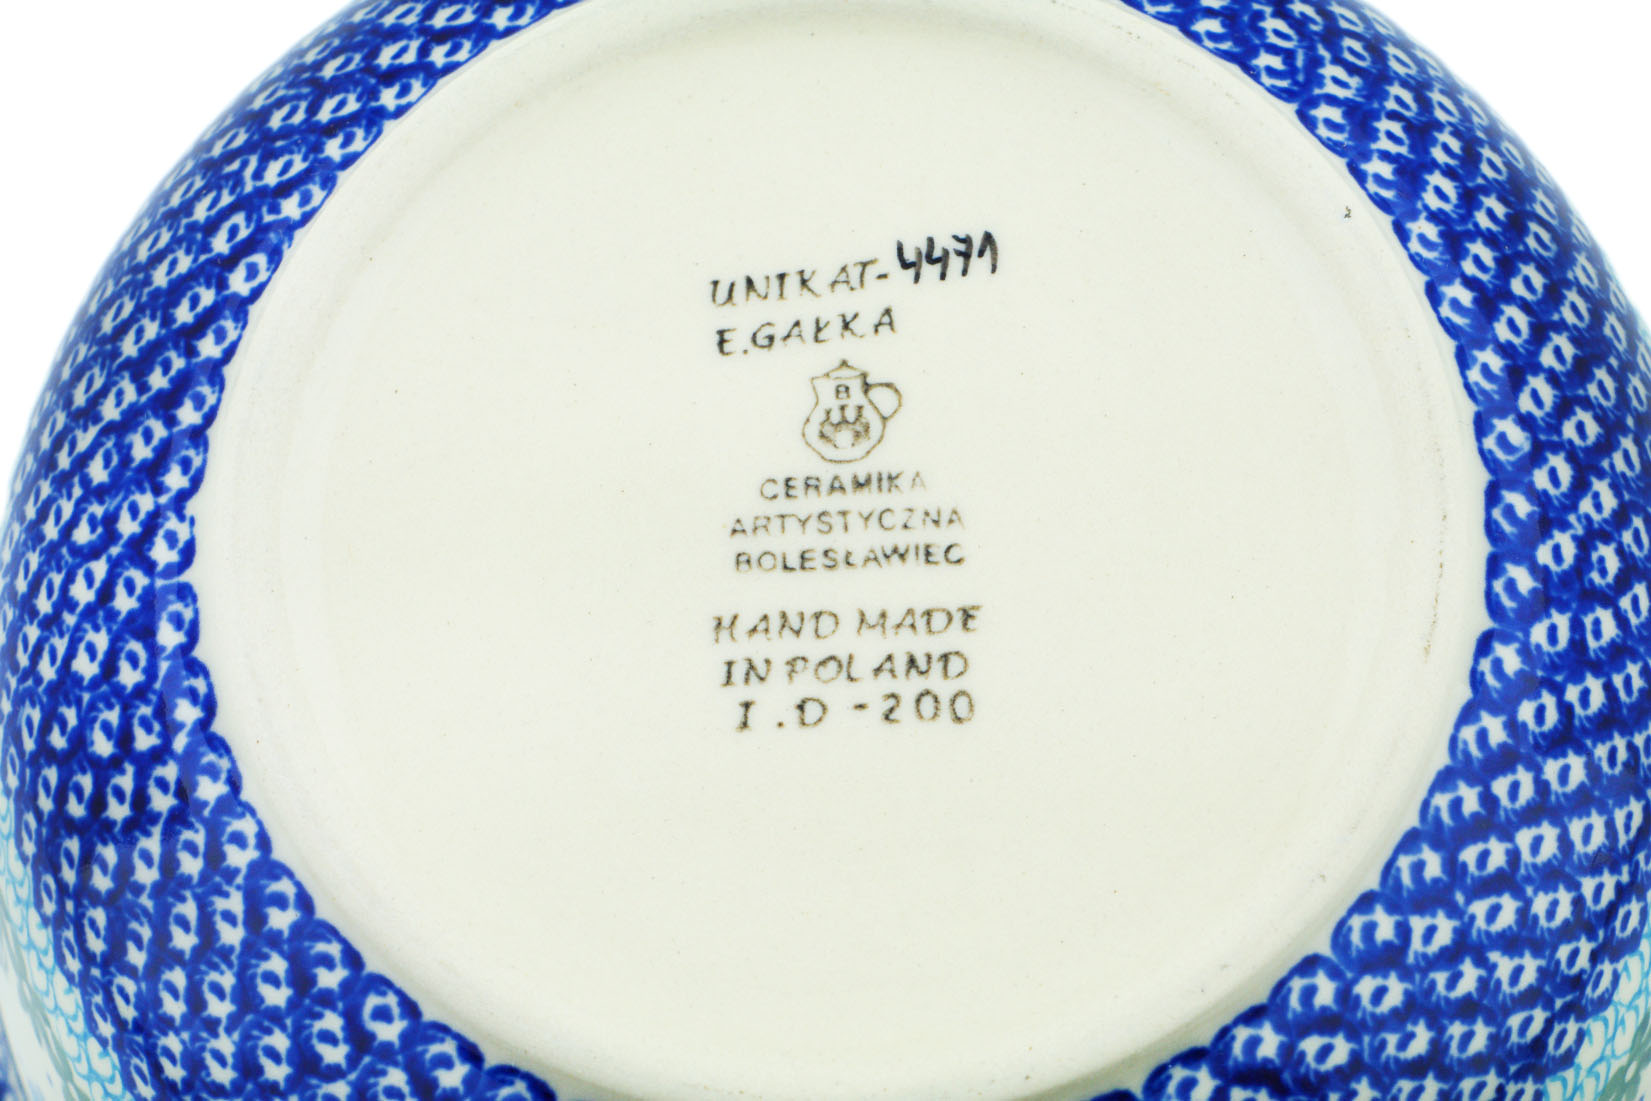 UNIKAT-4471
E.GAŁKA
B
CERAMIKA
ARTYSTYCZNA
BOLESŁAWIEC
HAND MADE
IN POLAND
I.D-200